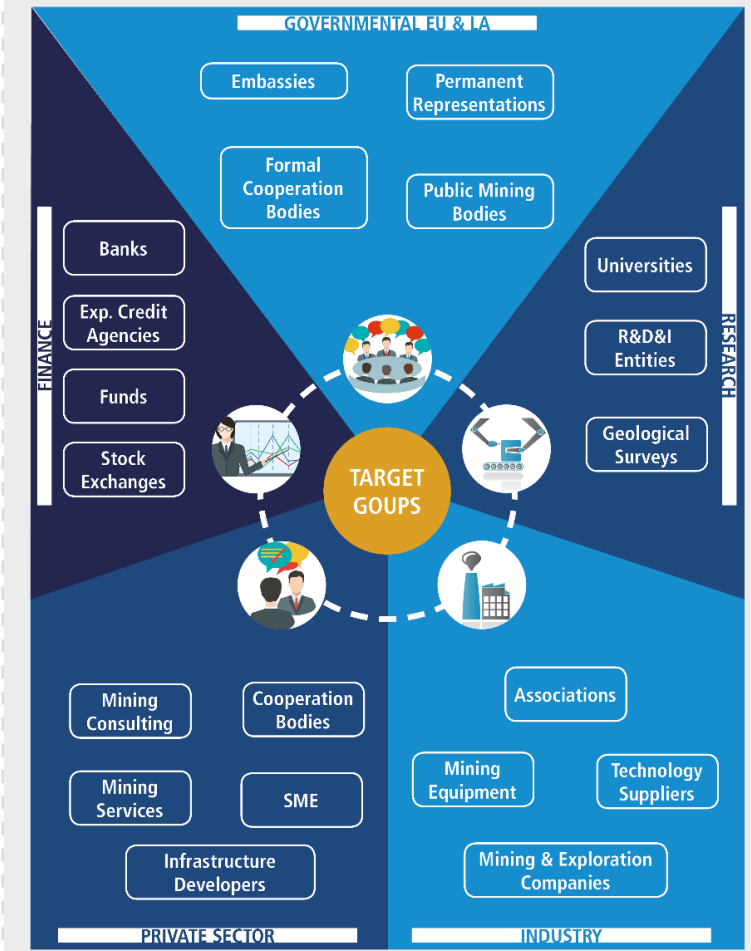 GOVERNMENTAL EU & LA
Embassies
Permanent
Representations
Formal
Cooperation
Bodies
Public Mining
Bodies
FINANCE
Banks
Exp. Credit
Agencies
Funds
Stock
Exchanges
RESEARCH
Universities
R&D&I
Entities
Geological
Surveys
TARGET
GOUPS
Mining
Consulting
Cooperation
Bodies
Mining
Services
SME
Infrastructure
Developers
PRIVATE SECTOR
Associations
Mining
Equipment
Technology
Suppliers
Mining & Exploration
Companies
INDUSTRY